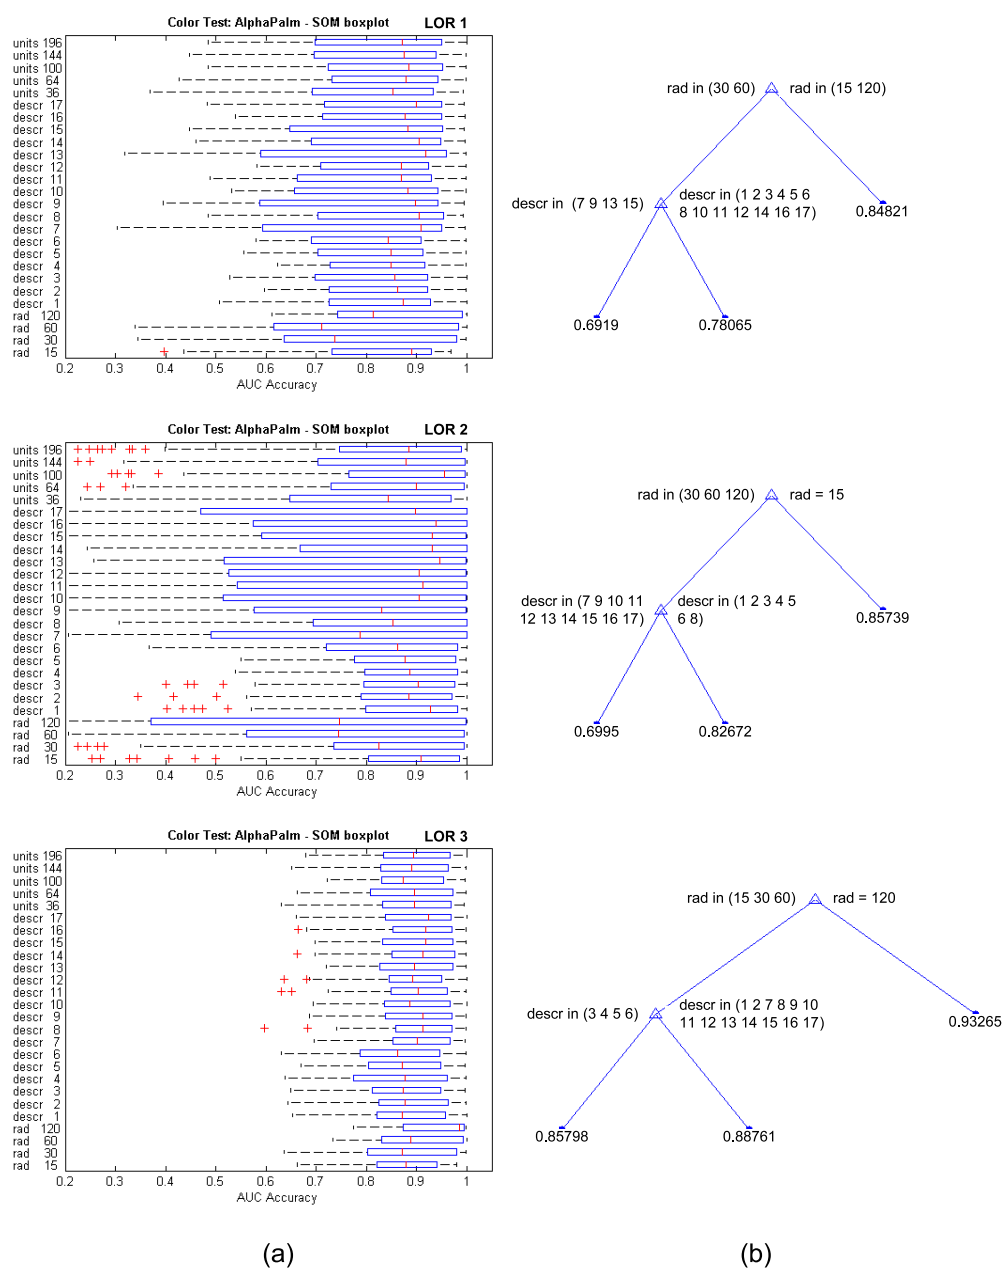 Color Test: AlphaPalm - SOM boxplot LOR 1
units 196
units 144
units 100
units 64
units 36
descr 17
descr 16
descr 15
descr 14
descr 13
descr 12
descr 11
descr 10
descr 9
descr 8
descr 7
descr 6
descr 5
descr 4
descr 3
descr 2
descr 1
rad 120
rad 60
rad 30
rad 15
0.2 0.3 0.4 0.5 0.6 0.7 0.8 0.9 1
AUC Accuracy
rad in (30 60) rad in (15 120)
descr in (7 9 13 15)
descr in (1 2 3 4 5 6
8 10 11 12 14 16 17)
0.84821
0.6919
0.78065
Color Test: AlphaPalm - SOM boxplot LOR 2
units 196
units 144
units 100
units 64
units 36
descr 17
descr 16
descr 15
descr 14
descr 13
descr 12
descr 11
descr 10
descr 9
descr 8
descr 7
descr 6
descr 5
descr 4
descr 3
descr 2
descr 1
rad 120
rad 60
rad 30
rad 15
0.2 0.3 0.4 0.5 0.6 0.7 0.8 0.9 1
AUC Accuracy
rad in (30 60 120) rad = 15
descr in (7 9 10 11
12 13 14 15 16 17)
descr in (1 2 3 4 5
6 8)
0.85739
0.6995
0.82672
Color Test: AlphaPalm - SOM boxplot LOR 3
units 196
units 144
units 100
units 64
units 36
descr 17
descr 16
descr 15
descr 14
descr 13
descr 12
descr 11
descr 10
descr 9
descr 8
descr 7
descr 6
descr 5
descr 4
descr 3
descr 2
descr 1
rad 120
rad 60
rad 30
rad 15
0.2 0.3 0.4 0.5 0.6 0.7 0.8 0.9 1
AUC Accuracy
rad in (15 30 60) rad = 120
descr in (3 4 5 6)
descr in (1 2 7 8 9 10
11 12 13 14 15 16 17)
0.93265
0.85798
0.88761
(a)
(b)